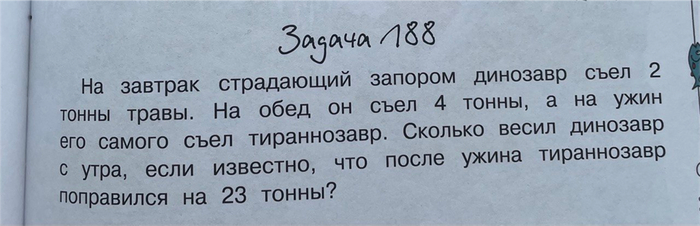 Задача 188
На завтрак страдающий запором динозавр съел 2
тонны травы. На обед он съел 4 тонны, а на ужин
его самого съел тираннозавр. Сколько весил динозавр
с утра, если известно, что после ужина тираннозавр
поправился на 23 тонны?